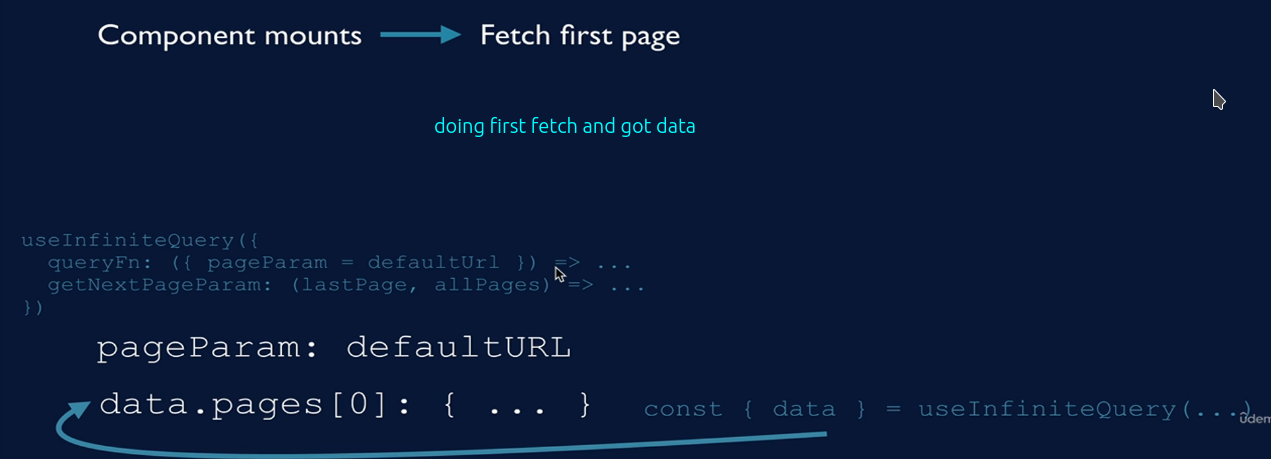 Component mounts Fetch first page
doing first fetch and got data
useInfiniteQuery({
queryFn: ({ pageParam = defaultUrl }) => ...
getNextPageParam: (lastPage, allPages) => ...
})
pageParam: defaultURL
data.pages[0]: { ... } const { data } = useInfiniteQuery(...)
ûdem